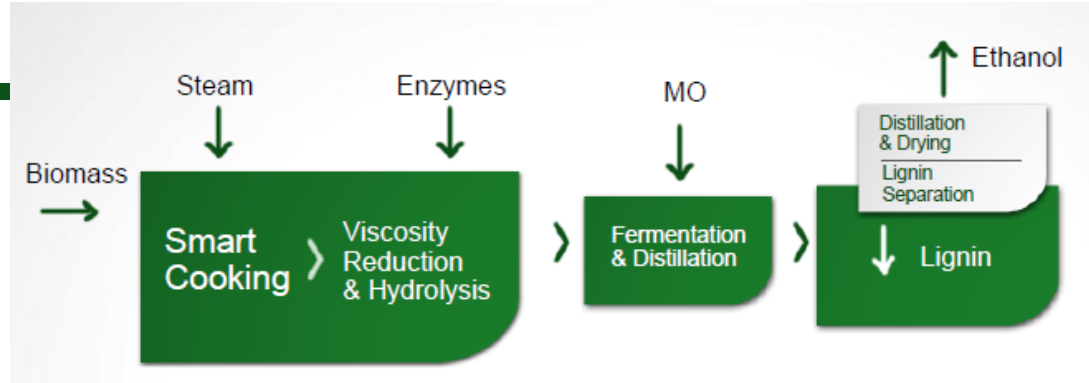 Ethanol
Steam
Enzymes
MO
Distillation
& Drying
Lignin
Separation
Biomass
Smart
Cooking
Viscosity
Reduction
& Hydrolysis
Fermentation
& Distillation
Lignin